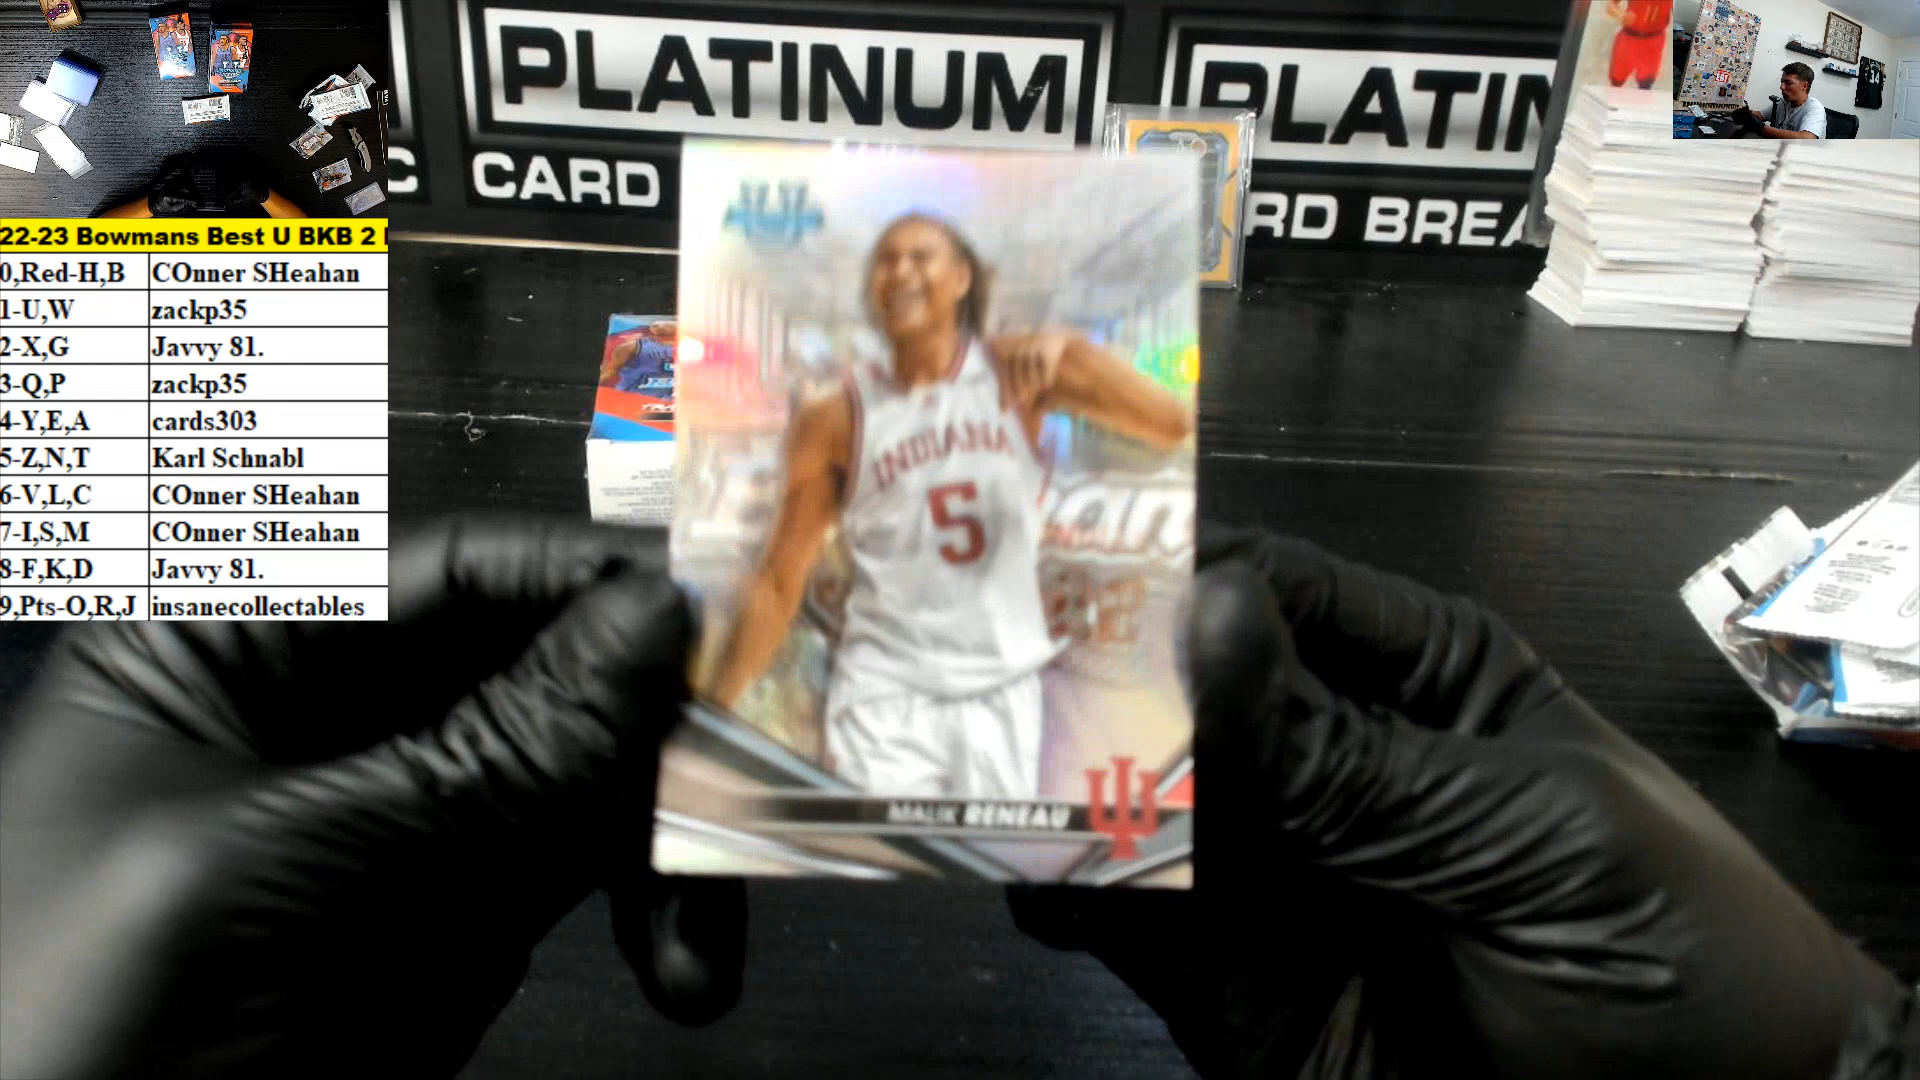 PLATINUM
PLATIN
C
CARD
RD BREA
22-23 Bowmans Best U BKB 2
0,Red-H,B COnner SHeahan
1-U,W zackp35
2-X,G Javvy 81.
3-Q,P zackp35
4-Y,E,A cards303
5-Z,N,T Karl Schnabl
6-V,L,C COnner SHeahan
7-I,S,M COnner SHeahan
8-F,K,D Javvy 81.
9,Pts-O,R,J insanecollectables
INDIANA
5
MALIK RENEAU